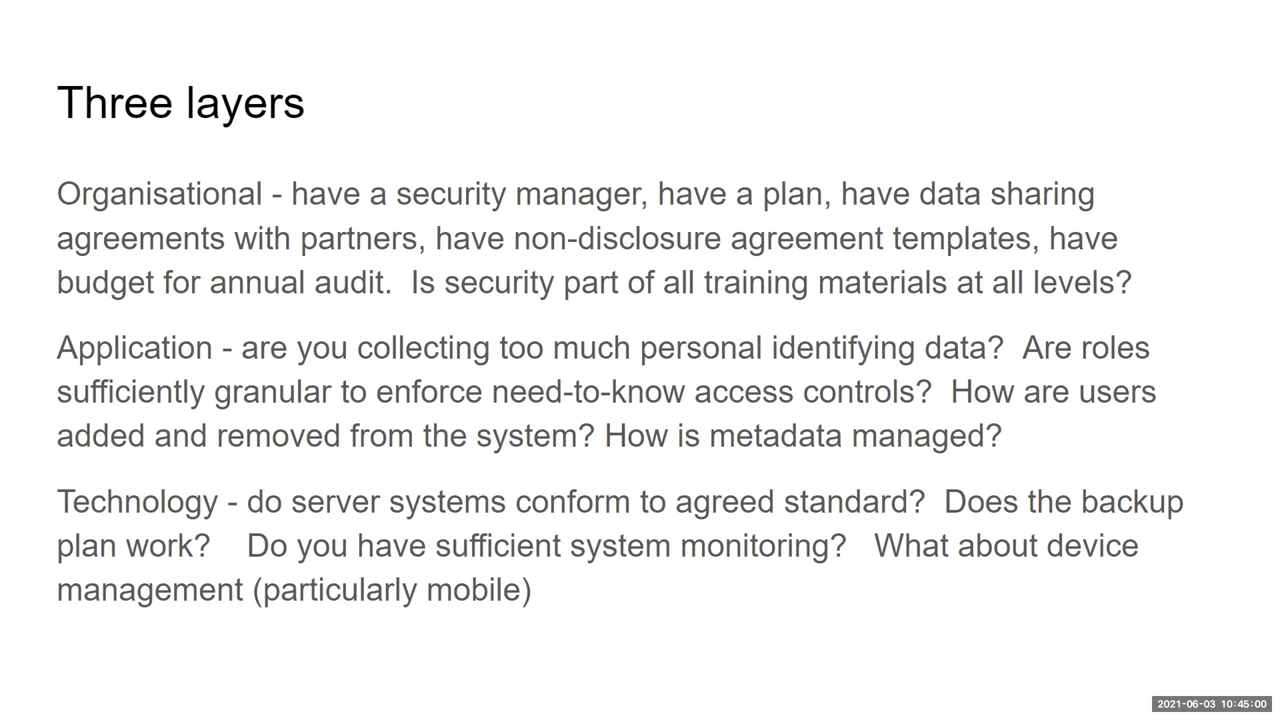 Three layers
Organisational - have a security manager, have a plan, have data sharing
agreements with partners, have non-disclosure agreement templates, have
budget for annual audit.  Is security part of all training materials at all levels?
Application - are you collecting too much personal identifying data?  Are roles
sufficiently granular to enforce need-to-know access controls?  How are users
added and removed from the system? How is metadata managed?
Technology - do server systems conform to agreed standard?  Does the backup
plan work?    Do you have sufficient system monitoring?   What about device
management (particularly mobile)
2021-06-03 10:45:00